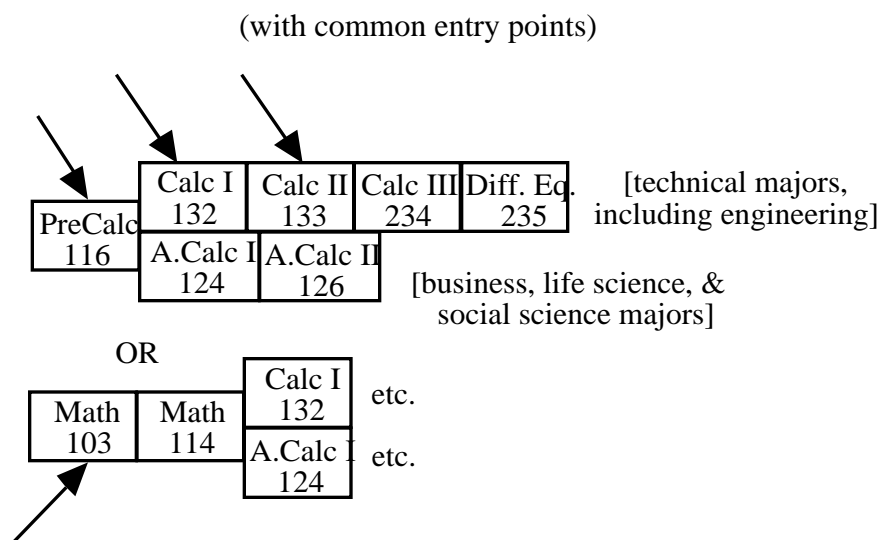 (with common entry points)
Calc I
132
Calc II
133
Calc III
234
Diff. Eq.
235
[technical majors,
including engineering]
PreCalc
116
A.Calc I
124
A.Calc II
126
[business, life science, &
social science majors]
OR
Math
103
Math
114
Calc I
132
etc.
A.Calc I
124
etc.